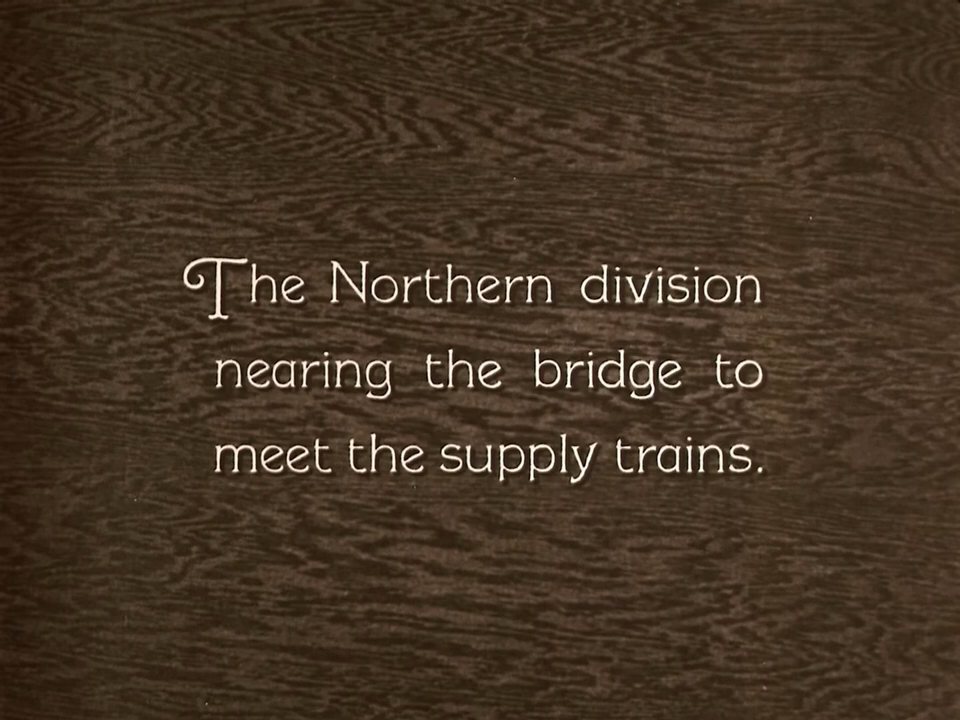 The Northern division
nearing the bridge to
meet the supply trains.